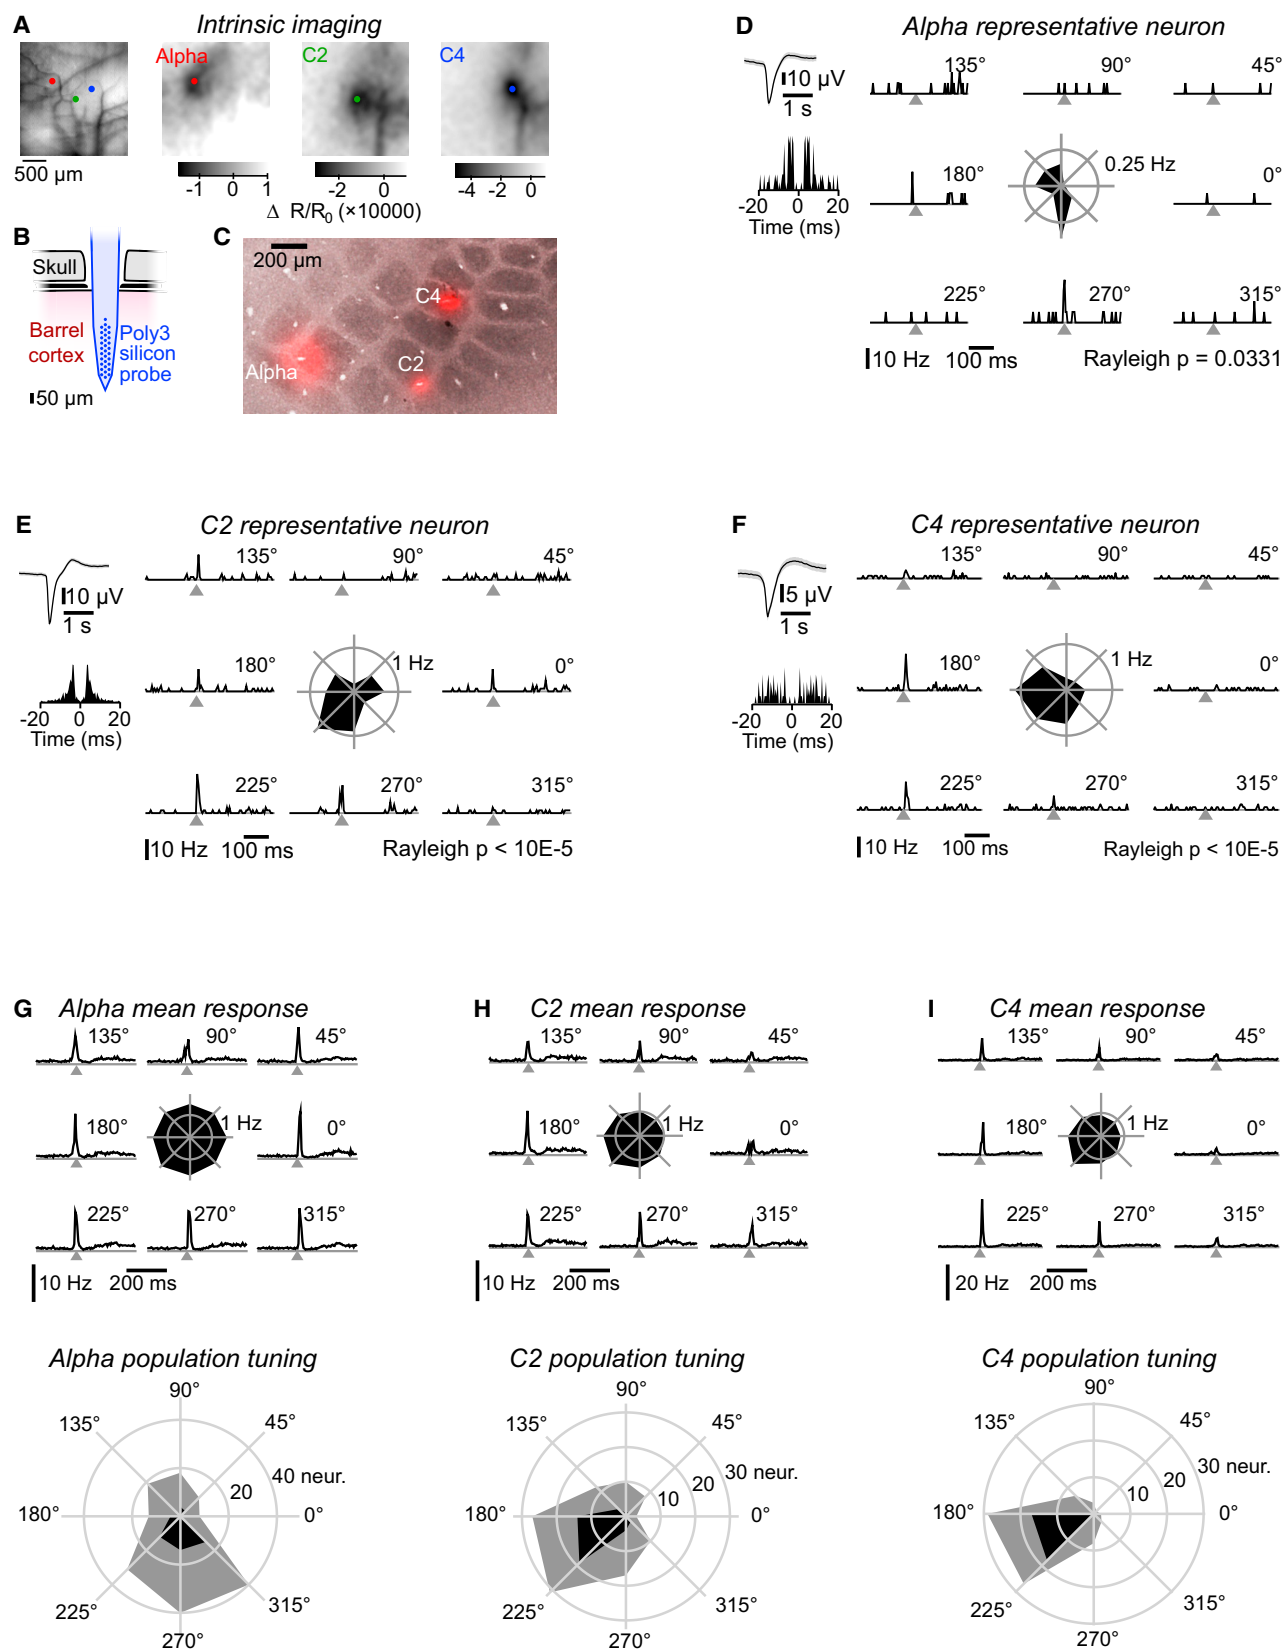 A
Intrinsic imaging
Alpha
C2
C4
500 µm
-1 0 1
-2 0
-4 -2 0
Δ R/R0 (×10000)
B
Skull
Barrel cortex
Poly3 silicon probe
50 µm
C
200 µm
C4
C2
Alpha
D
Alpha representative neuron
10 µV
1 s
-20 0 20
Time (ms)
135°
90°
45°
180°
0.25 Hz
0°
225°
270°
315°
10 Hz
100 ms
Rayleigh p = 0.0331
E
C2 representative neuron
10 µV
1 s
-20 0 20
Time (ms)
135°
90°
45°
180°
1 Hz
0°
225°
270°
315°
10 Hz
100 ms
Rayleigh p < 10E-5
F
C4 representative neuron
5 µV
1 s
-20 0 20
Time (ms)
135°
90°
45°
180°
1 Hz
0°
225°
270°
315°
10 Hz
100 ms
Rayleigh p < 10E-5
G
Alpha mean response
135°
90°
45°
180°
1 Hz
0°
225°
270°
315°
10 Hz
200 ms
Alpha population tuning
90°
135°
45°
40 neur.
20
180°
0°
225°
315°
270°
H
C2 mean response
135°
90°
45°
180°
1 Hz
0°
225°
270°
315°
10 Hz
200 ms
C2 population tuning
90°
135°
45°
30 neur.
20
10
180°
0°
225°
315°
270°
I
C4 mean response
135°
90°
45°
180°
1 Hz
0°
225°
270°
315°
20 Hz
200 ms
C4 population tuning
90°
135°
45°
30 neur.
20
10
180°
0°
225°
315°
270°